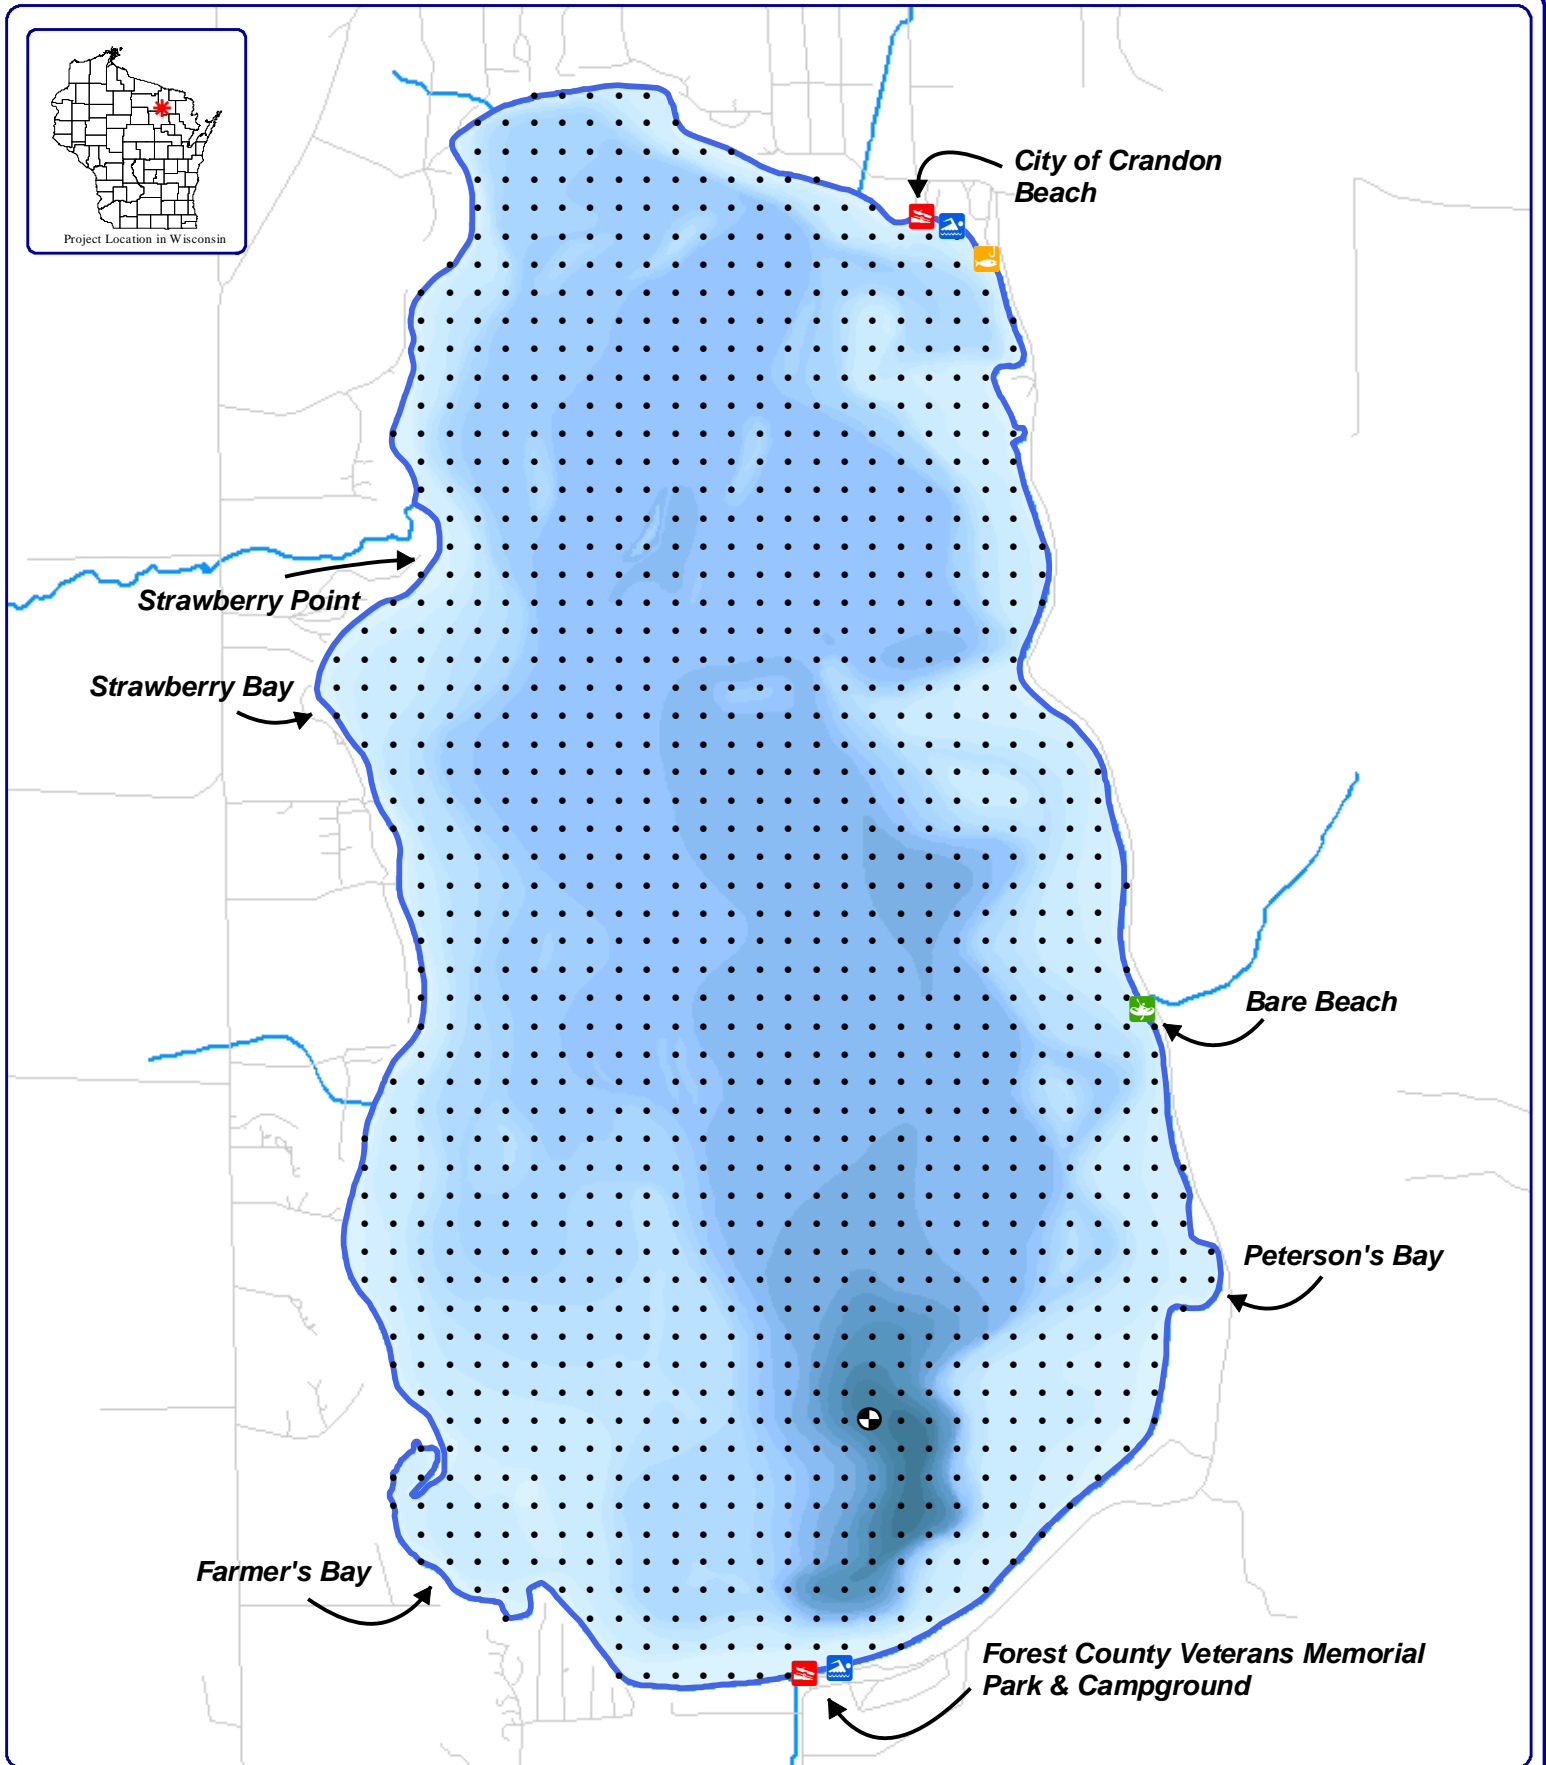 Project Location in Wisconsin
City of Crandon
Beach
Strawberry Point
Strawberry Bay
Bare Beach
Peterson's Bay
Farmer's Bay
Forest County Veterans Memorial
Park & Campground